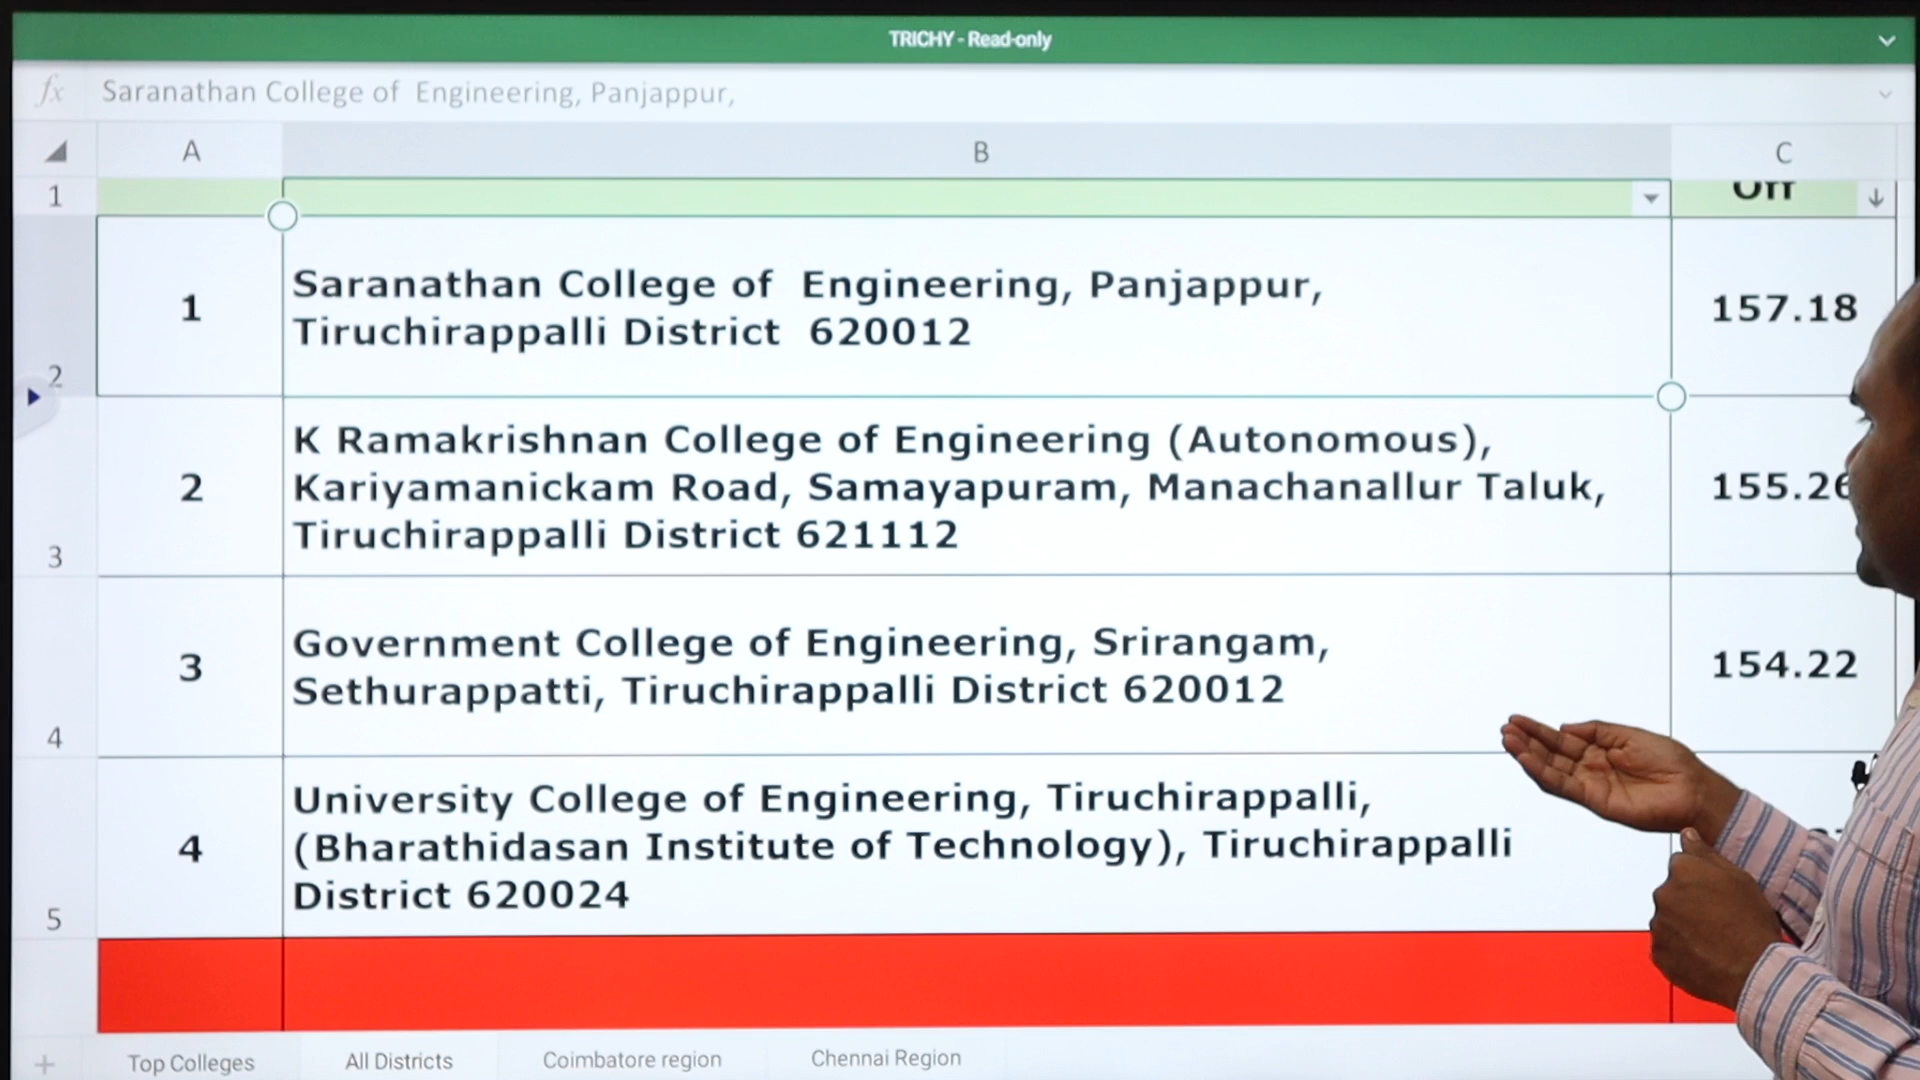 TRICHY - Read-only
fx Saranathan College of Engineering, Panjappur,
A B C
1
2 1 Saranathan College of Engineering, Panjappur,
Tiruchirappalli District 620012 157.18
3 2 K Ramakrishnan College of Engineering (Autonomous),
Kariyamanickam Road, Samayapuram, Manachanallur Taluk,
Tiruchirappalli District 621112 155.26
4 3 Government College of Engineering, Srirangam,
Sethurappatti, Tiruchirappalli District 620012 154.22
5 4 University College of Engineering, Tiruchirappalli,
(Bharathidasan Institute of Technology), Tiruchirappalli
District 620024
Top Colleges All Districts Coimbatore region Chennai Region